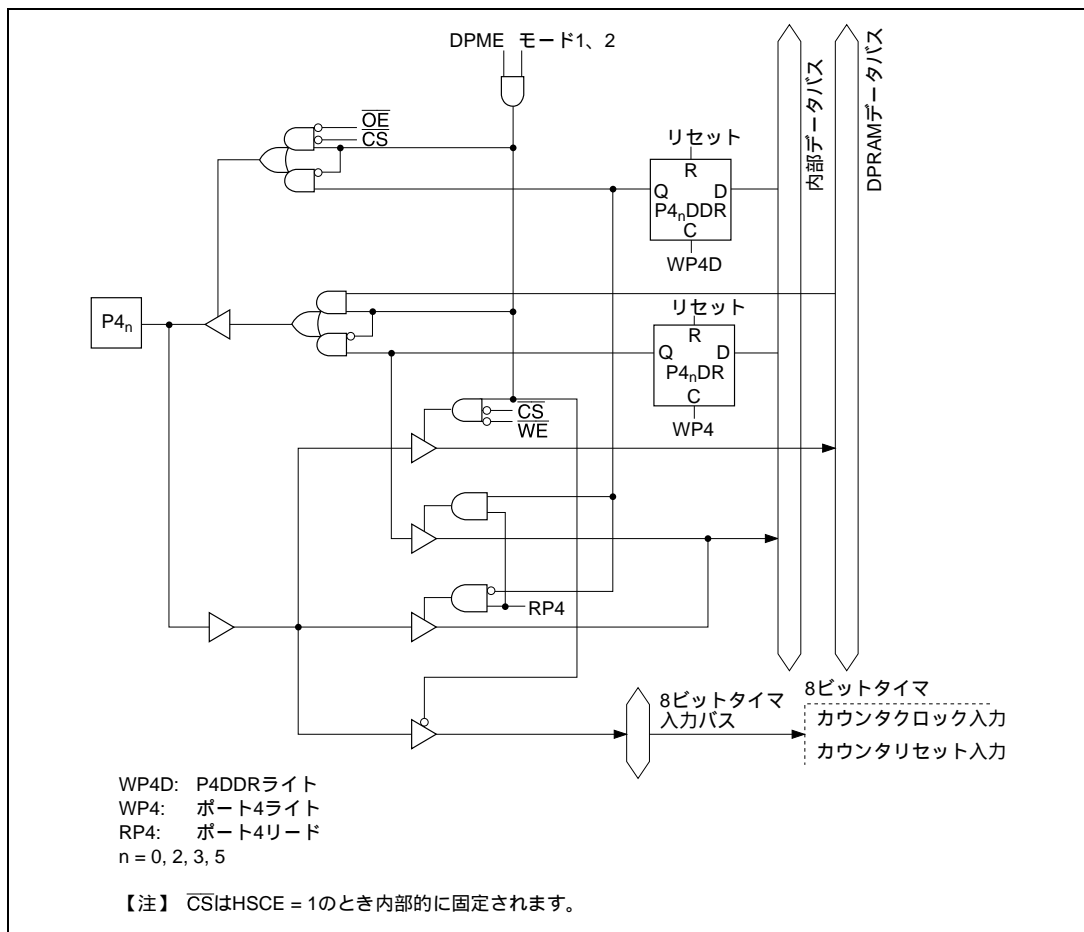 DPME モード1、2
OE
CS
リセット
R
Q D
P4nDDR
C
WP4D
内部データバス
DPRAMデータバス
P4n
リセット
R
Q D
P4nDR
C
WP4
CS
WE
RP4
8ビットタイマ
入力バス
8ビットタイマ
カウンタクロック入力
カウンタリセット入力
WP4D: P4DDRライト
WP4: ポート4ライト
RP4: ポート4リード
n = 0, 2, 3, 5
【注】 CSはHSCE = 1のとき内部的に固定されます。